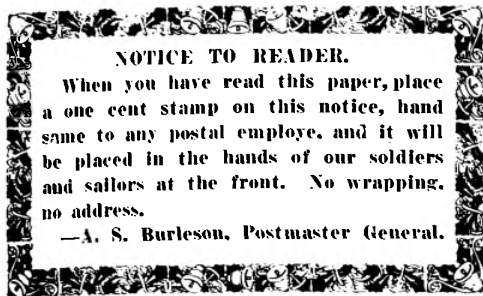 NOTICE TO READER.
When you have read this paper, place
a one cent stamp on this notice, hand
same to any postal employe, and it will
be placed in the hands of our soldiers
and sailors at the front. No wrapping,
no address.
—A. S. Burleson, Postmaster General.